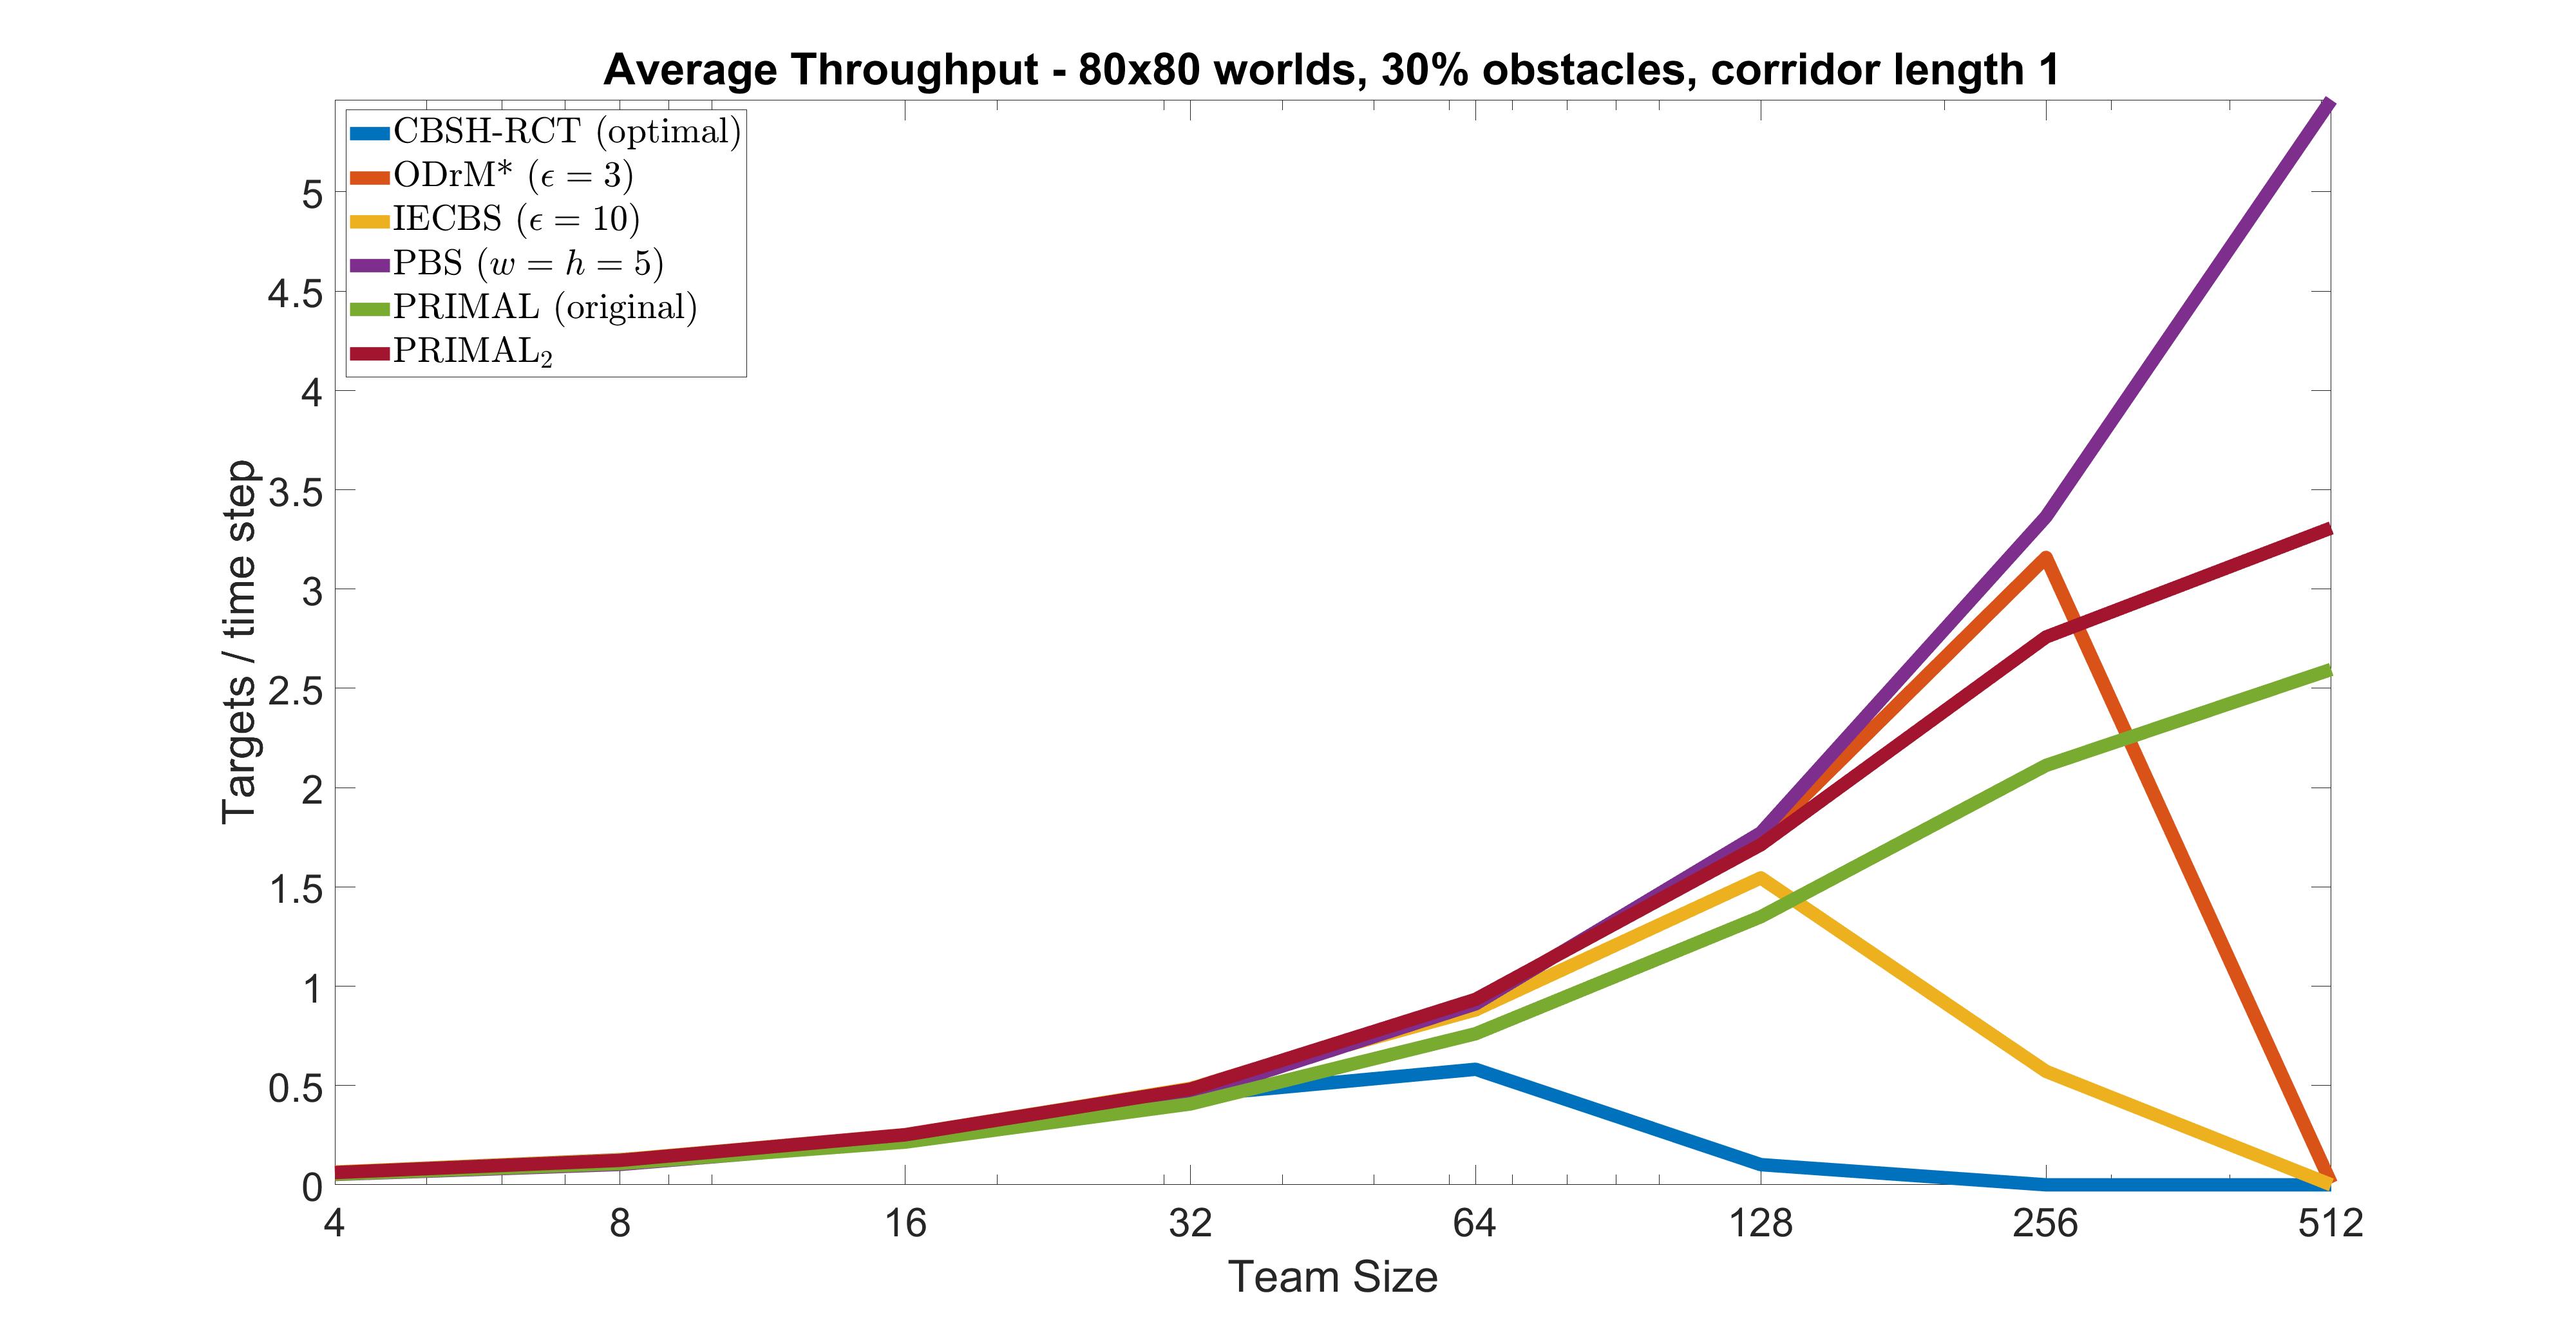 Average Throughput - 80x80 worlds, 30% obstacles, corridor length 1
CBSH-RCT (optimal)
ODrM* (ϵ = 3)
IECBS (ϵ = 10)
PBS (w = h = 5)
PRIMAL (original)
PRIMAL₂
Targets / time step
5
4.5
4
3.5
3
2.5
2
1.5
1
0.5
0
4 8 16 32 64 128 256 512
Team Size